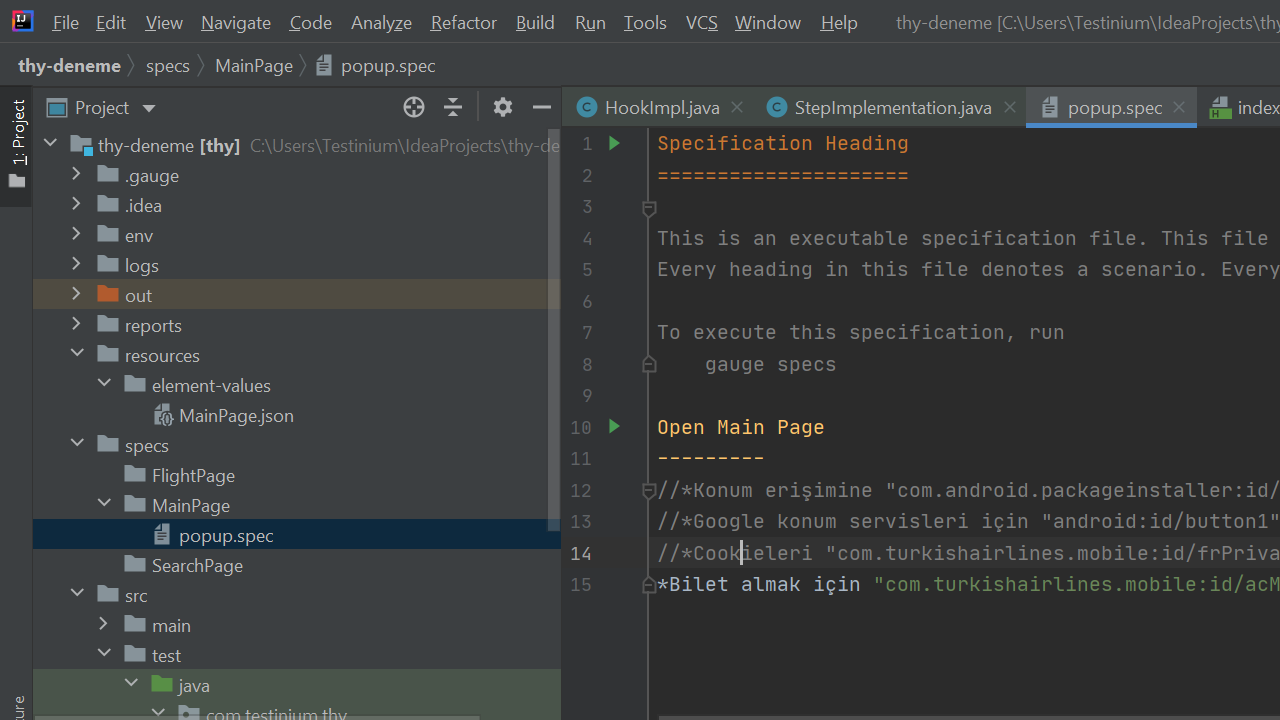 File Edit View Navigate Code Analyze Refactor Build Run Tools VCS Window Help thy-deneme [C:\Users\Testinium\IdeaProjects\thy
thy-deneme specs MainPage popup.spec
1: Project
Project
HookImpl.java StepImplementation.java popup.spec index
thy-deneme [thy] C:\Users\Testinium\IdeaProjects\thy-de
.gauge
.idea
env
logs
out
reports
resources
element-values
MainPage.json
specs
FlightPage
MainPage
popup.spec
SearchPage
src
main
test
java
com.testinium.thy
1 Specification Heading
2 =====================
3
4 This is an executable specification file. This file
5 Every heading in this file denotes a scenario. Every
6
7 To execute this specification, run
8 gauge specs
9
10 Open Main Page
11 ---------
12 //*Konum erişimine "com.android.packageinstaller:id/
13 //*Google konum servisleri için "android:id/button1"
14 //*Cookieleri "com.turkishairlines.mobile:id/frPriva
15 *Bilet almak için "com.turkishairlines.mobile:id/acM